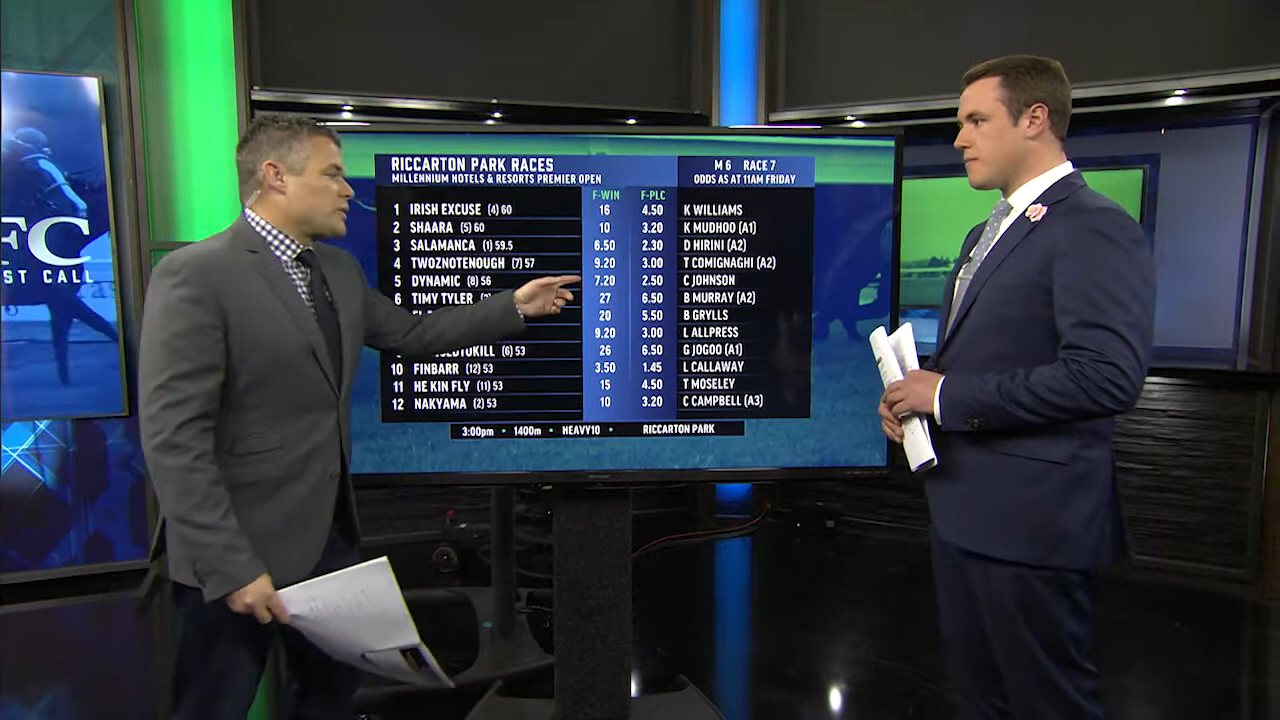 FC
ST CALL
RICCARTON PARK RACES
MILLENNIUM HOTELS & RESORTS PREMIER OPEN
M 6 RACE 7
ODDS AS AT 11AM FRIDAY
F-WIN F-PLC
1 IRISH EXCUSE (4) 60 16 4.50 K WILLIAMS
2 SHAARA (5) 60 10 3.20 K MUDHOO (A1)
3 SALAMANCA (1) 59.5 6.50 2.30 D HIRINI (A2)
4 TWOZNOTENOUGH (7) 57 9.20 3.00 T COMIGNAGHI (A2)
5 DYNAMIC (8) 56 7.20 2.50 C JOHNSON
6 TIMY TYLER 27 6.50 B MURRAY (A2)
20 5.50 B GRYLLS
9.20 3.00 L ALLPRESS
(6) 53 26 6.50 G JOGOO (A1)
10 FINBARR (12) 53 3.50 1.45 L CALLAWAY
11 HE KIN FLY (11) 53 15 4.50 T MOSELEY
12 NAKYAMA (2) 53 10 3.20 C CAMPBELL (A3)
3:00pm • 1400m • HEAVY10 • RICCARTON PARK